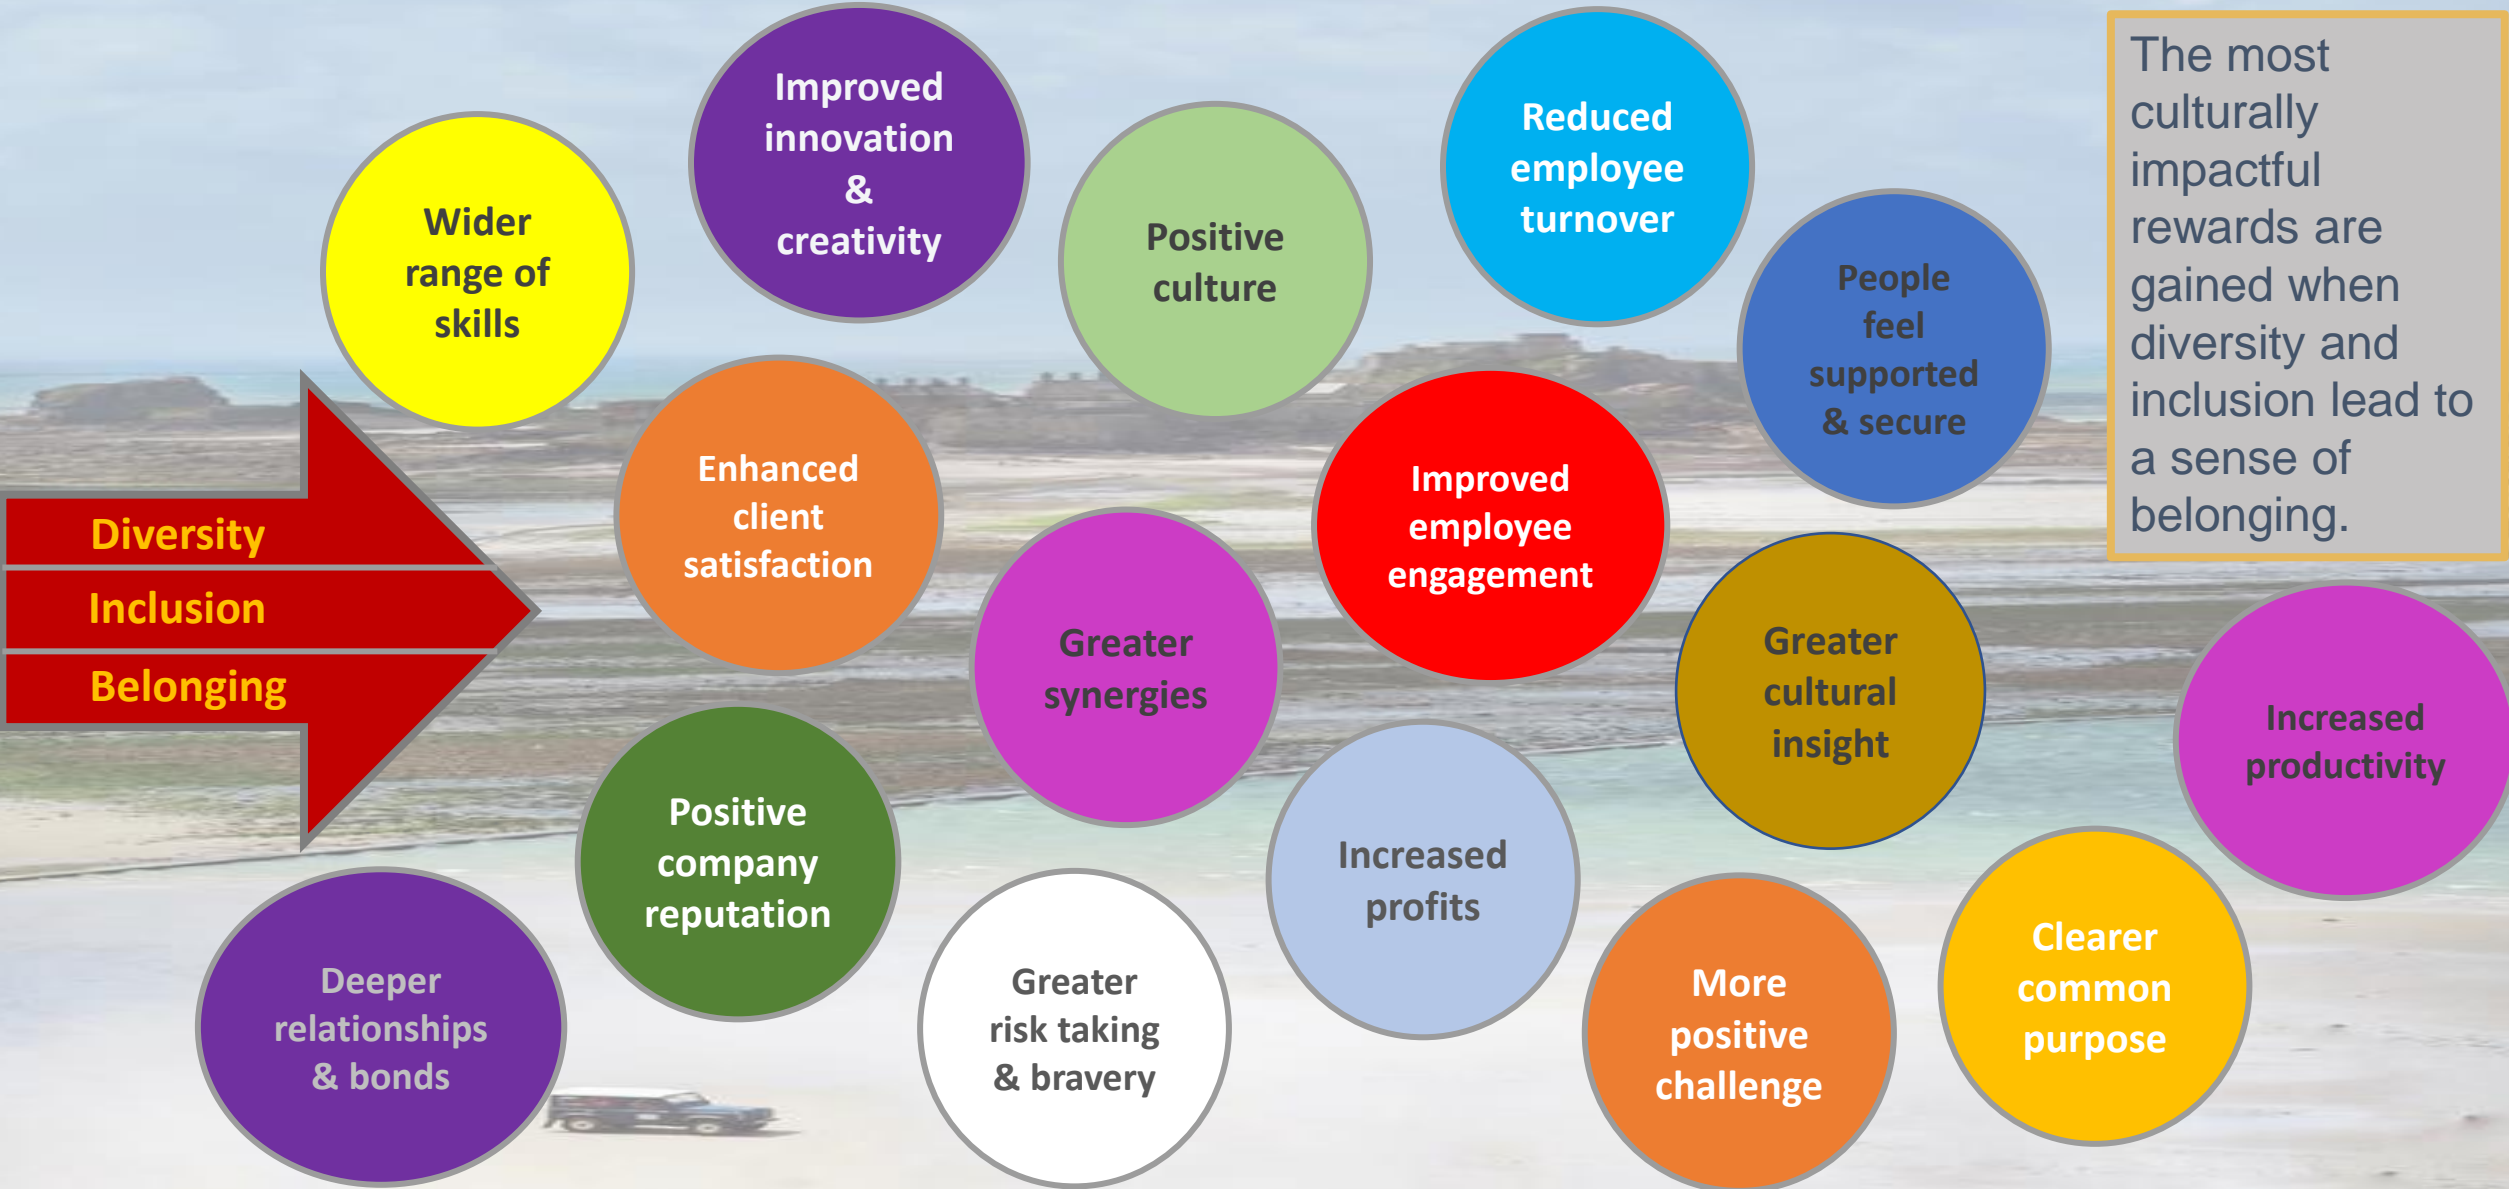 Improved
innovation
&
creativity
Reduced
employee
turnover
The most
culturally
impactful
rewards are
gained when
diversity and
inclusion lead to
a sense of
belonging.
Wider
range of
skills
Positive
culture
People
feel
supported
& secure
Diversity
Inclusion
Belonging
Enhanced
client
satisfaction
Improved
employee
engagement
Greater
synergies
Greater
cultural
insight
Increased
productivity
Positive
company
reputation
Increased
profits
Deeper
relationships
& bonds
Greater
risk taking
& bravery
More
positive
challenge
Clearer
common
purpose